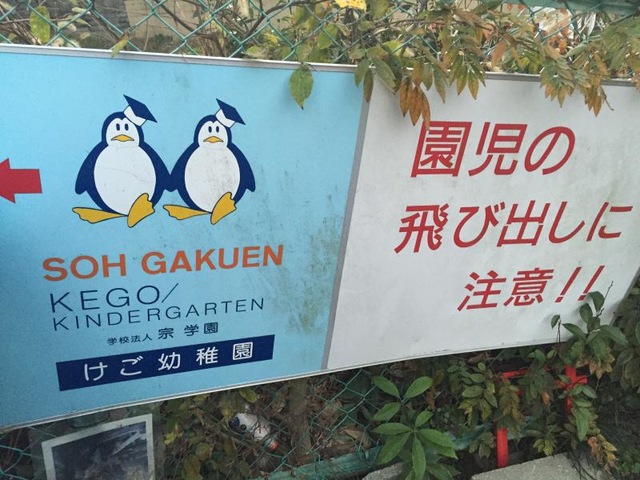 SOH GAKUEN
KEGO/
KINDERGARTEN
学校法人 宗 学園
けご幼稚園
園児の
飛び出しに
注意!!